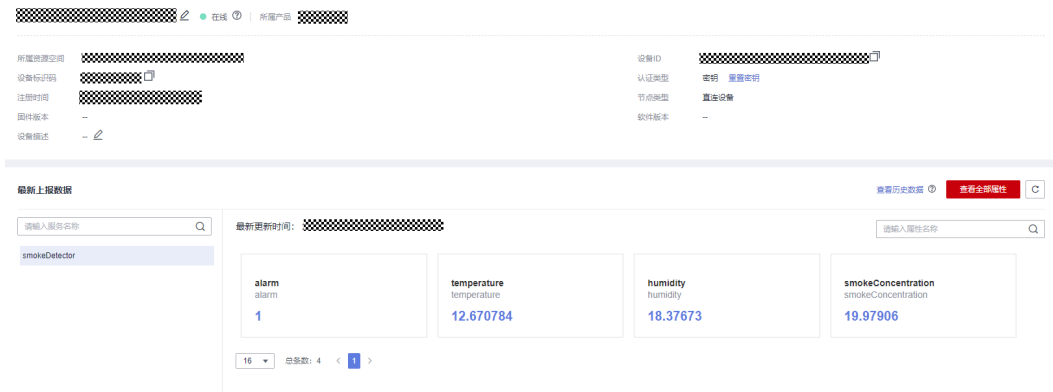 在线 所属产品
所属资源空间 设备ID
设备标识码 认证类型 密钥 重置密钥
注册时间 节点类型 直连设备
固件版本 -- 软件版本 --
设备描述 --
最新上报数据 查看历史数据 查看全部属性
请输入服务名称 最新更新时间： 请输入属性名称
smokeDetector
alarm temperature humidity smokeConcentration
alarm temperature humidity smokeConcentration
1 12.670784 18.37673 19.97906
16 总条数：4 < 1 >